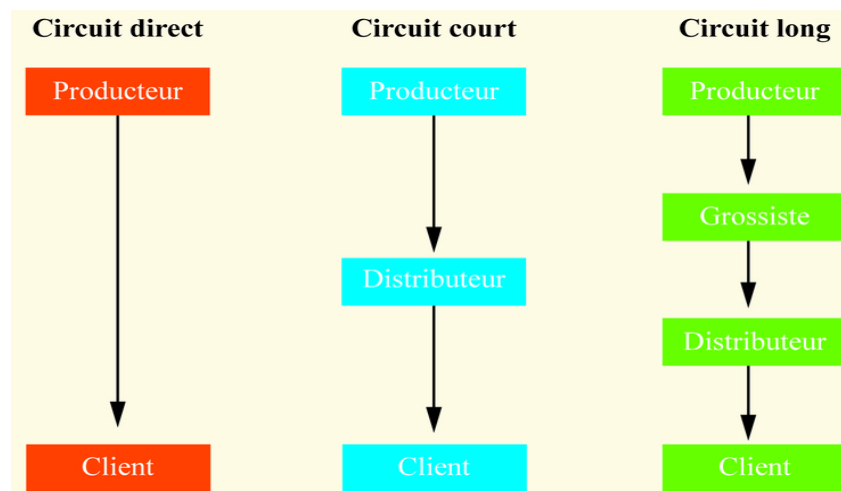 Circuit direct
Circuit court
Circuit long
Producteur
Producteur
Producteur
Grossiste
Distributeur
Distributeur
Client
Client
Client